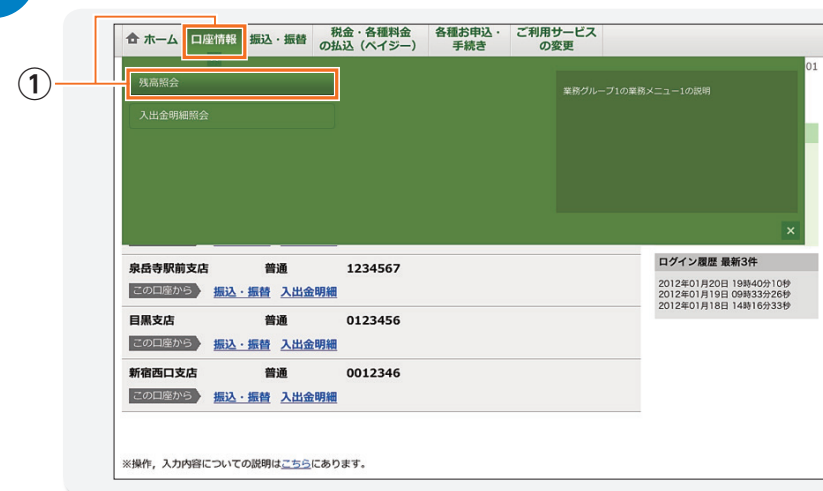 ホーム 口座情報 振込・振替 税金・各種料金の払込（ペイジー） 各種お申込・手続き ご利用サービスの変更
①
01
残高照会
業務グループ1の業務メニュー1の説明
入出金明細照会
×
泉岳寺駅前支店 普通 1234567
この口座から 振込・振替 入出金明細
目黒支店 普通 0123456
この口座から 振込・振替 入出金明細
新宿西口支店 普通 0012346
この口座から 振込・振替 入出金明細
ログイン履歴 最新3件
2012年01月20日 19時40分10秒
2012年01月19日 09時33分26秒
2012年01月18日 14時16分33秒
※操作，入力内容についての説明はこちらにあります。